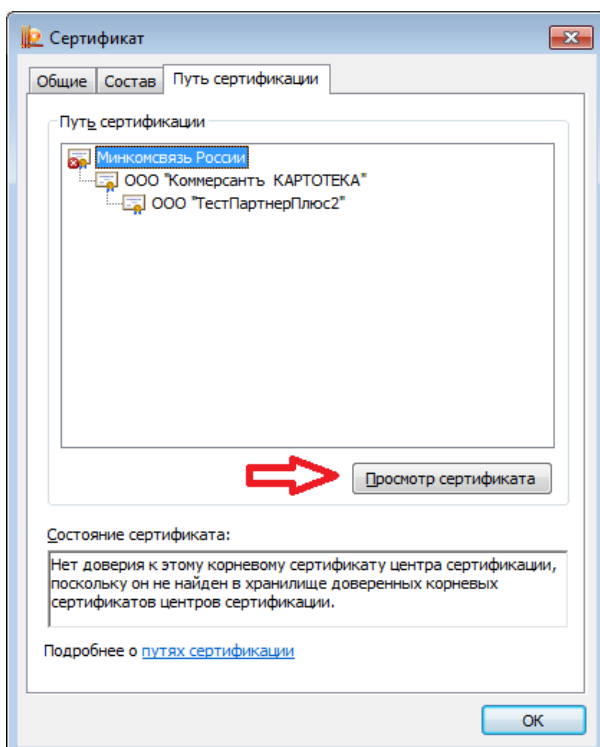 Сертификат
Общие Состав Путь сертификации
Путь сертификации
Минкомсвязь России
ООО "Коммерсантъ КАРТОТЕКА"
ООО "ТестПартнерПлюс2"
Просмотр сертификата
Состояние сертификата:
Нет доверия к этому корневому сертификату центра сертификации,
поскольку он не найден в хранилище доверенных корневых
сертификатов центров сертификации.
Подробнее о путях сертификации
ОК